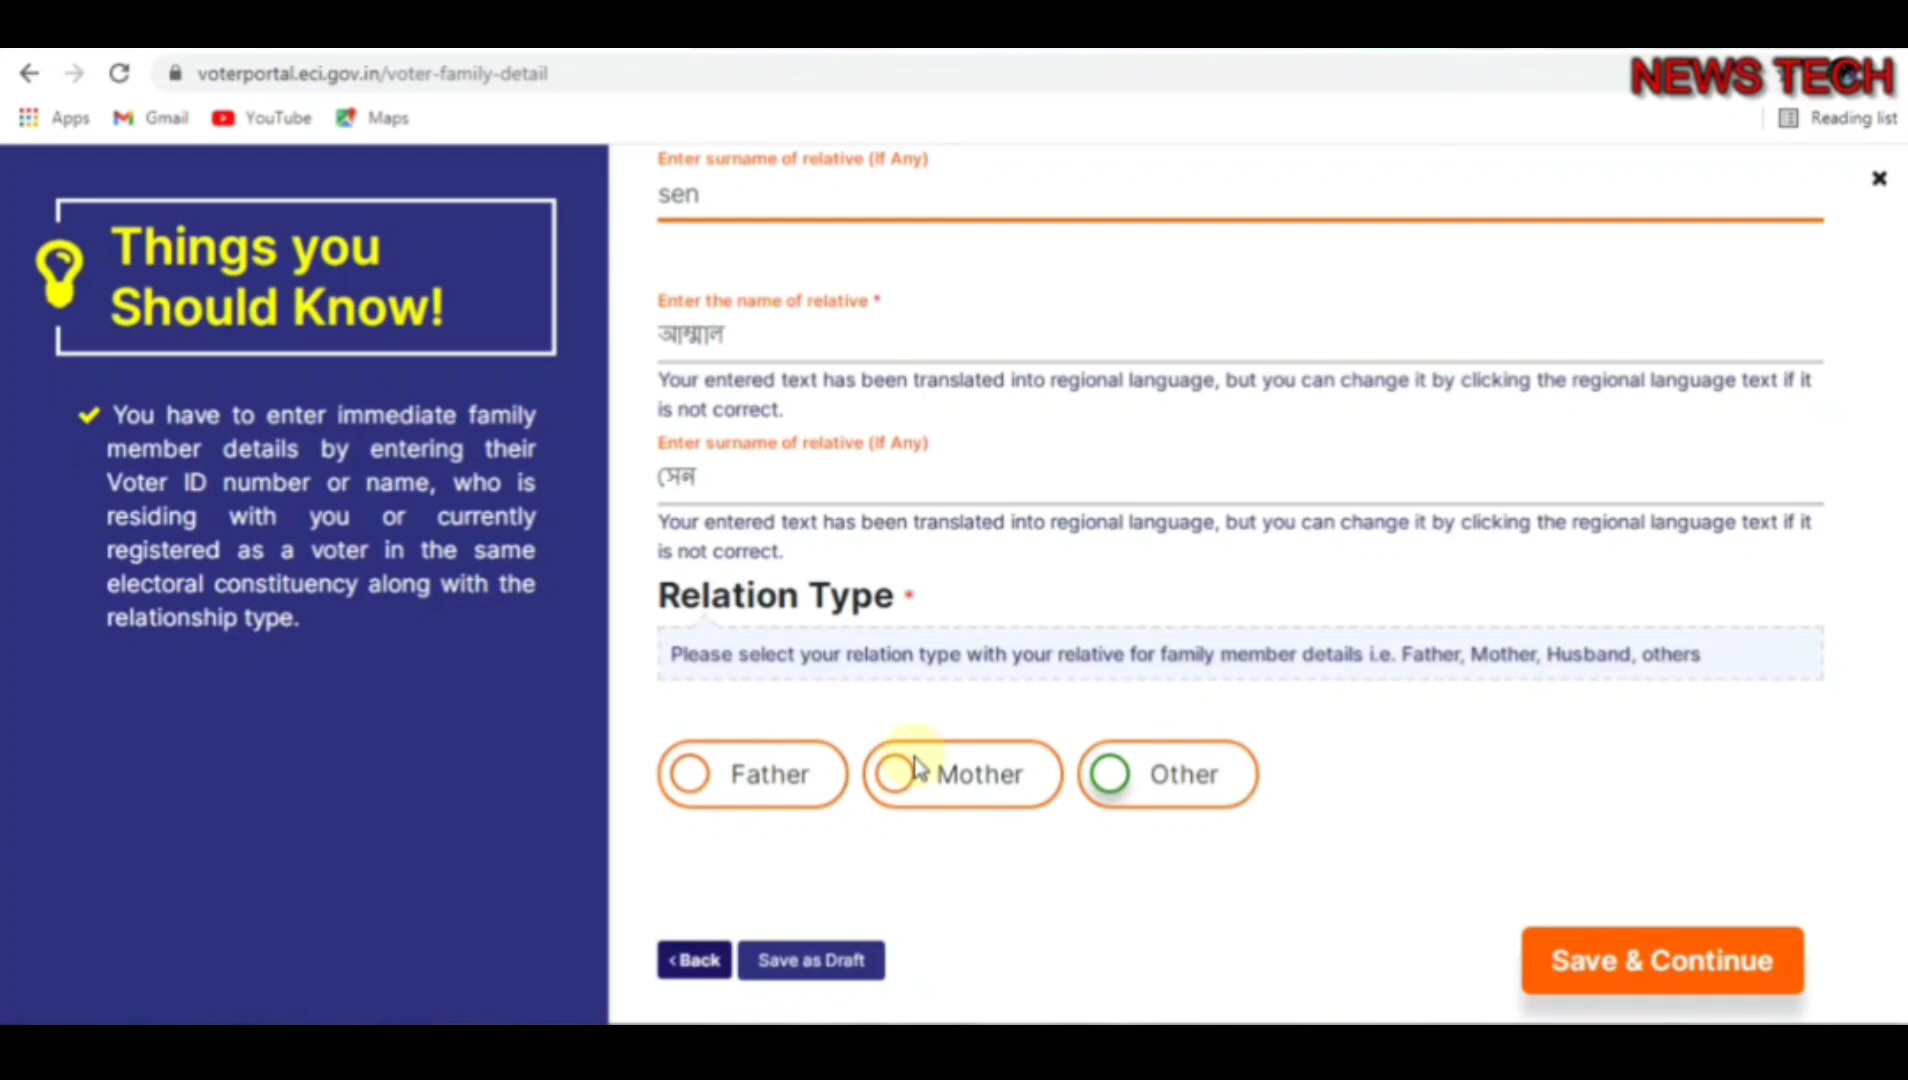 voterportal.eci.gov.in/voter-family-detail
NEWS TECH
Apps Gmail YouTube Maps
Reading list
Things you
Should Know!
You have to enter immediate family
member details by entering their
Voter ID number or name, who is
residing with you or currently
registered as a voter in the same
electoral constituency along with the
relationship type.
Enter surname of relative (If Any)
sen
Enter the name of relative *
আম্মাল
Your entered text has been translated into regional language, but you can change it by clicking the regional language text if it
is not correct.
Enter surname of relative (If Any)
সেন
Your entered text has been translated into regional language, but you can change it by clicking the regional language text if it
is not correct.
Relation Type *
Please select your relation type with your relative for family member details i.e. Father, Mother, Husband, others
Father Mother Other
‹ Back Save as Draft
Save & Continue